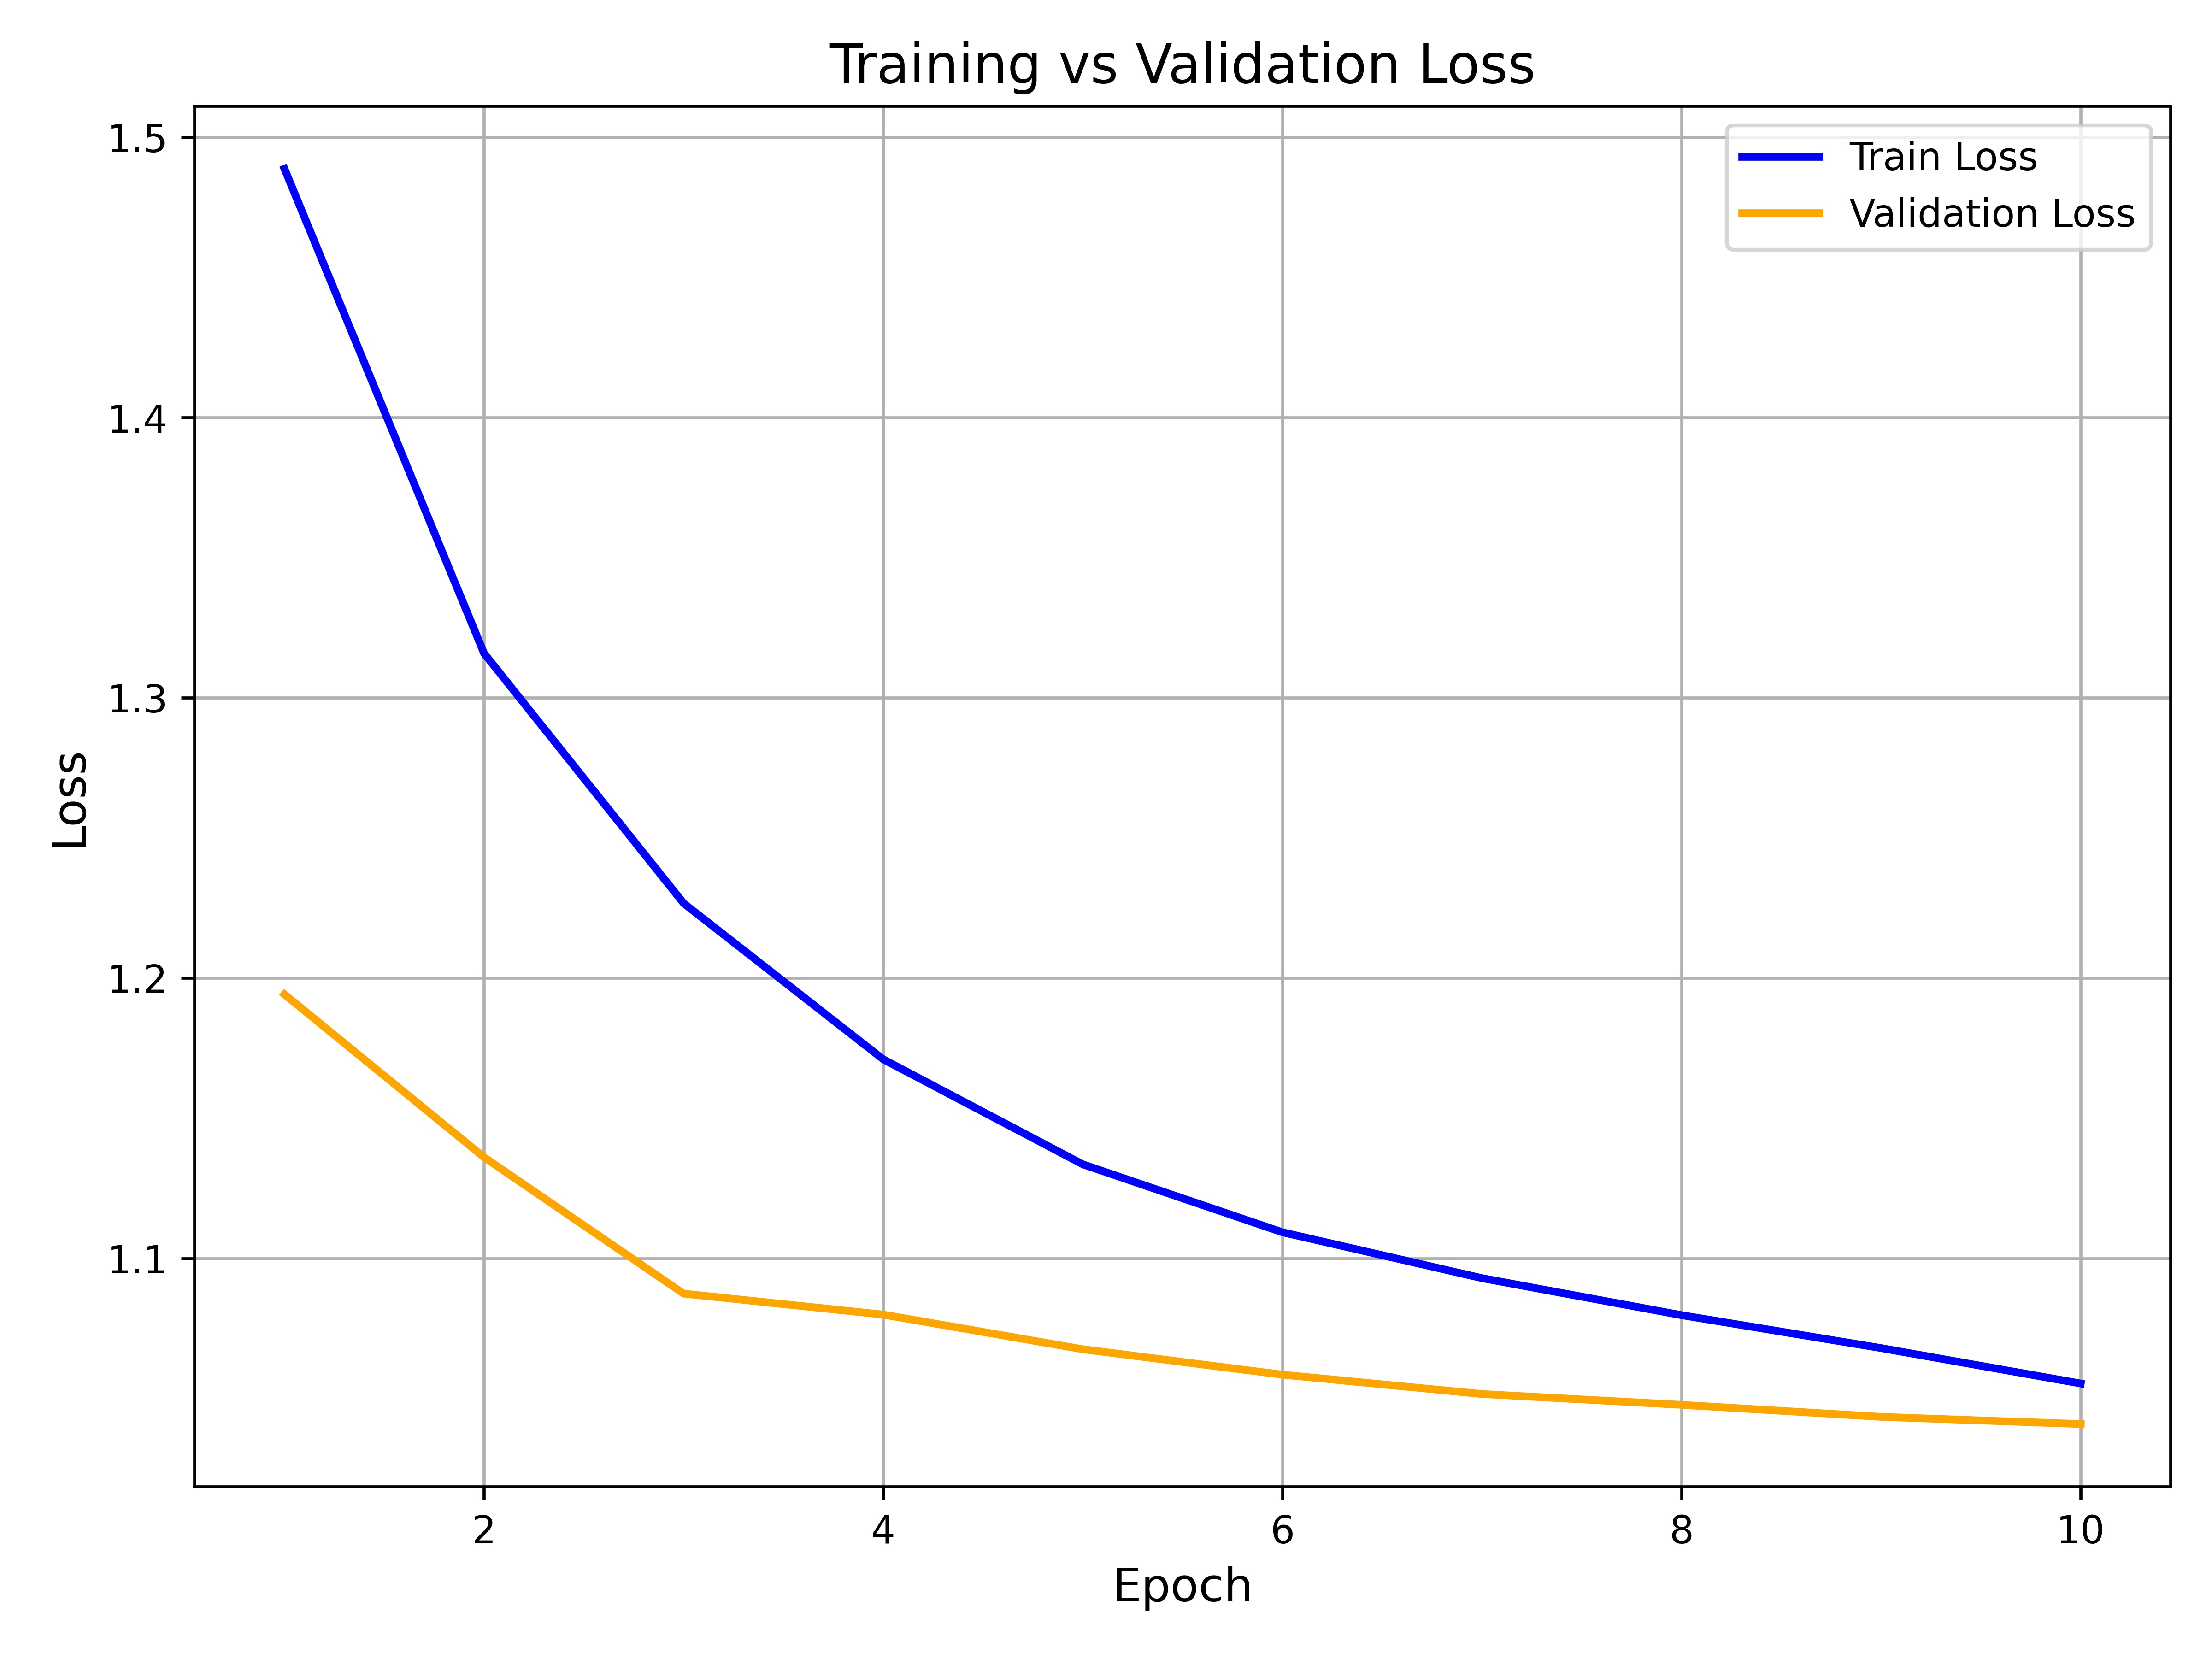 Training vs Validation Loss
1.5
1.4
1.3
1.2
1.1
Loss
Train Loss
Validation Loss
2 4 6 8 10
Epoch